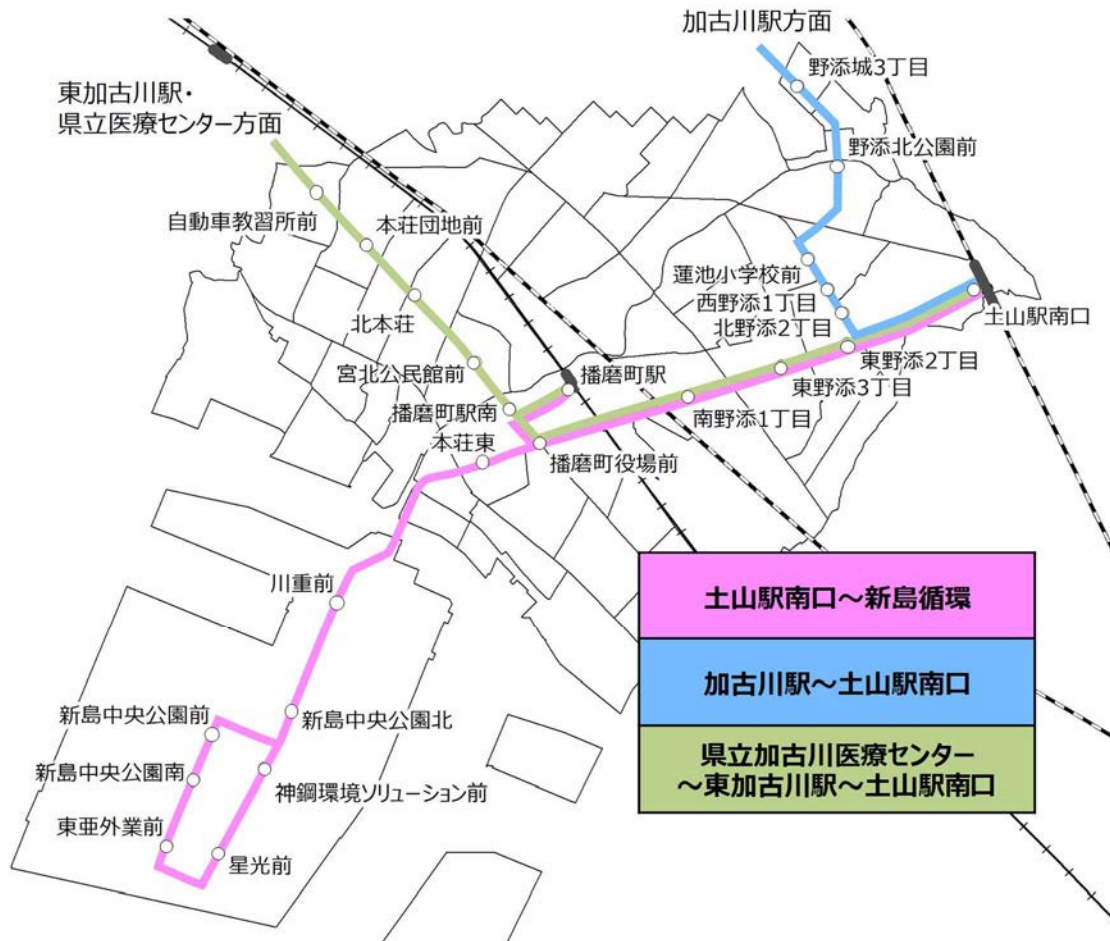 加古川駅方面
野添城3丁目
東加古川駅・
県立医療センター方面
野添北公園前
自動車教習所前
本荘団地前
蓮池小学校前
西野添1丁目
北野添2丁目
土山駅南口
北本荘
宮北公民館前
播磨町駅
東野添2丁目
東野添3丁目
播磨町駅南
南野添1丁目
本荘東
播磨町役場前
川重前
新島中央公園前
新島中央公園北
新島中央公園南
神鋼環境ソリューション前
東亜外業前
星光前
土山駅南口～新島循環
加古川駅～土山駅南口
県立加古川医療センター
～東加古川駅～土山駅南口